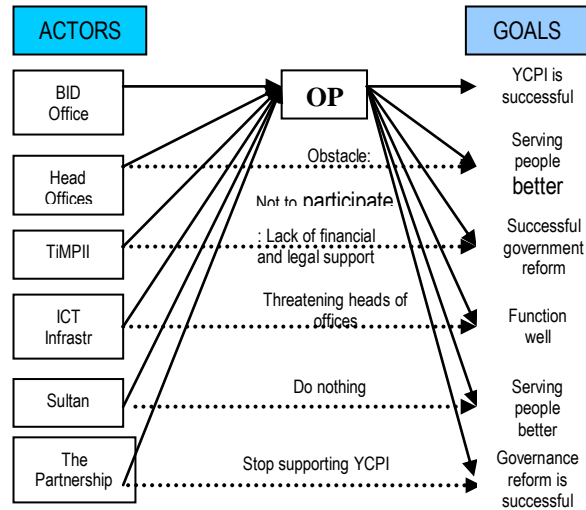 ACTORS
GOALS
BID
Office
OP
YCPI is
successful
Head
Offices
Obstacle:
Not to participate
Serving
people
better
TiMPII
: Lack of financial
and legal support
Successful
government
reform
ICT
Infrastr
Threatening heads of
offices
Function
well
Sultan
Do nothing
Serving
people
better
The
Partnership
Stop supporting YCPI
Governance
reform is
successful